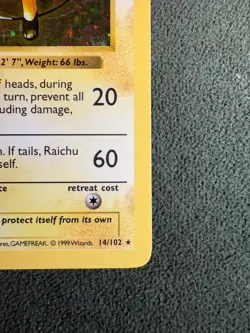 2' 7", Weight: 66 lbs.
f heads, during
turn, prevent all 20
uding damage,
. If tails, Raichu 60
self.
ce retreat cost
protect itself from its own
res, GAMEFREAK. © 1999 Wizards. 14/102 ★